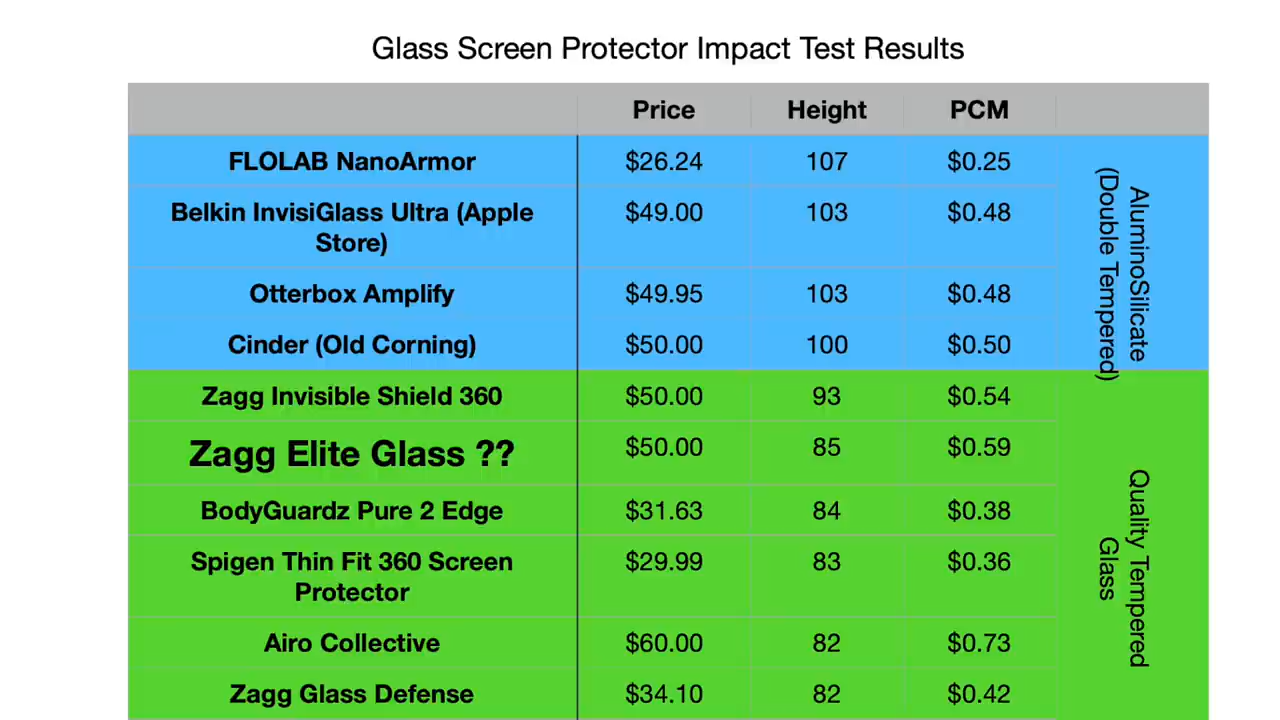 Glass Screen Protector Impact Test Results
Price Height PCM
FLOLAB NanoArmor $26.24 107 $0.25
Belkin InvisiGlass Ultra (Apple $49.00 103 $0.48
Store)
Otterbox Amplify $49.95 103 $0.48
Cinder (Old Corning) $50.00 100 $0.50
AluminoSilicate
(Double Tempered)
Zagg Invisible Shield 360 $50.00 93 $0.54
Zagg Elite Glass ?? $50.00 85 $0.59
BodyGuardz Pure 2 Edge $31.63 84 $0.38
Spigen Thin Fit 360 Screen $29.99 83 $0.36
Protector
Airo Collective $60.00 82 $0.73
Zagg Glass Defense $34.10 82 $0.42
Quality Tempered
Glass